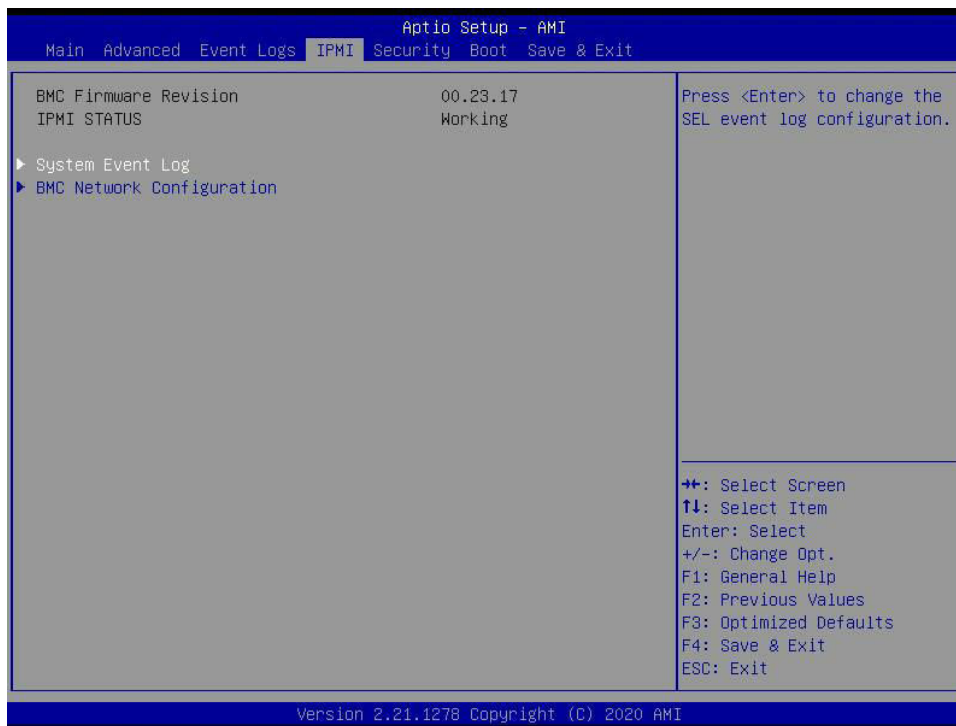 Aptio Setup - AMI
Main Advanced Event Logs IPMI Security Boot Save & Exit
BMC Firmware Revision 00.23.17
IPMI STATUS Working
System Event Log
BMC Network Configuration
Press <Enter> to change the
SEL event log configuration.
→←: Select Screen
↑↓: Select Item
Enter: Select
+/-: Change Opt.
F1: General Help
F2: Previous Values
F3: Optimized Defaults
F4: Save & Exit
ESC: Exit
Version 2.21.1278 Copyright (C) 2020 AMI